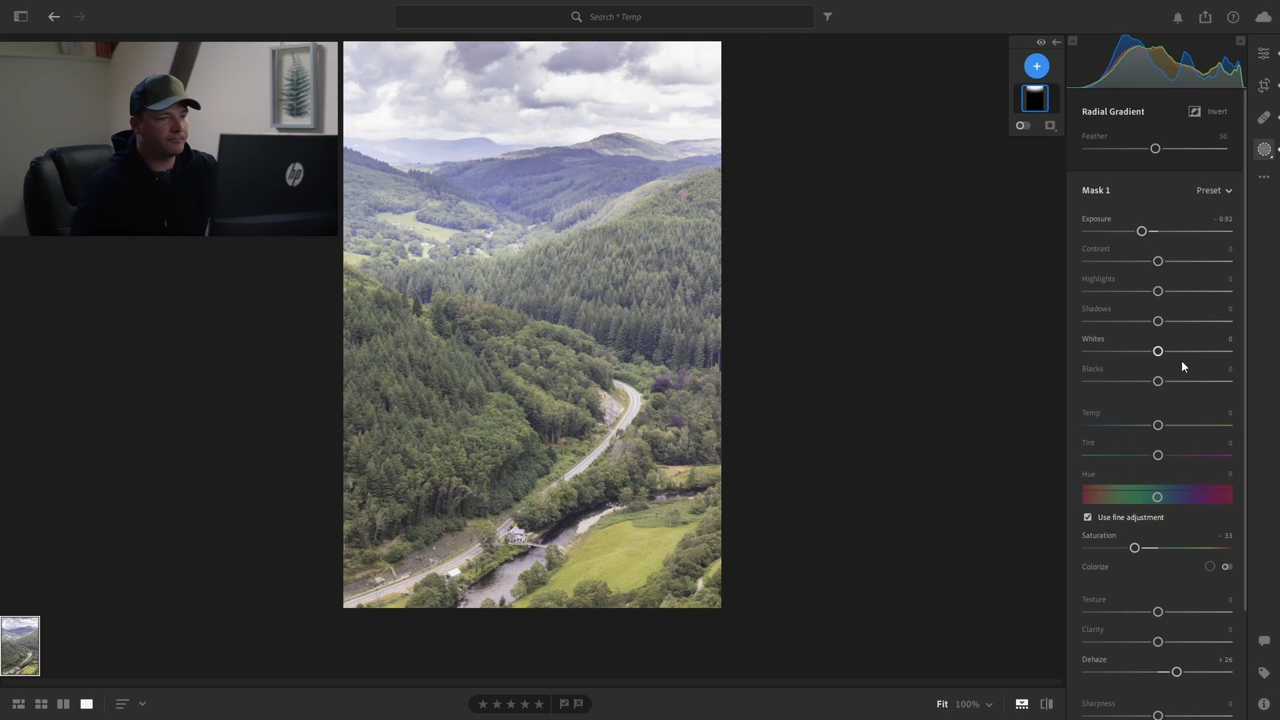 Search * Temp
hp
Radial Gradient
Invert
Feather 50
Mask 1 Preset
Exposure - 0.92
Contrast 0
Highlights 0
Shadows 0
Whites 0
Blacks 0
Temp 0
Tint 0
Hue 0
Use fine adjustment
Saturation - 33
Colorize
Texture 0
Clarity 0
Dehaze + 26
Sharpness 0
Fit 100%